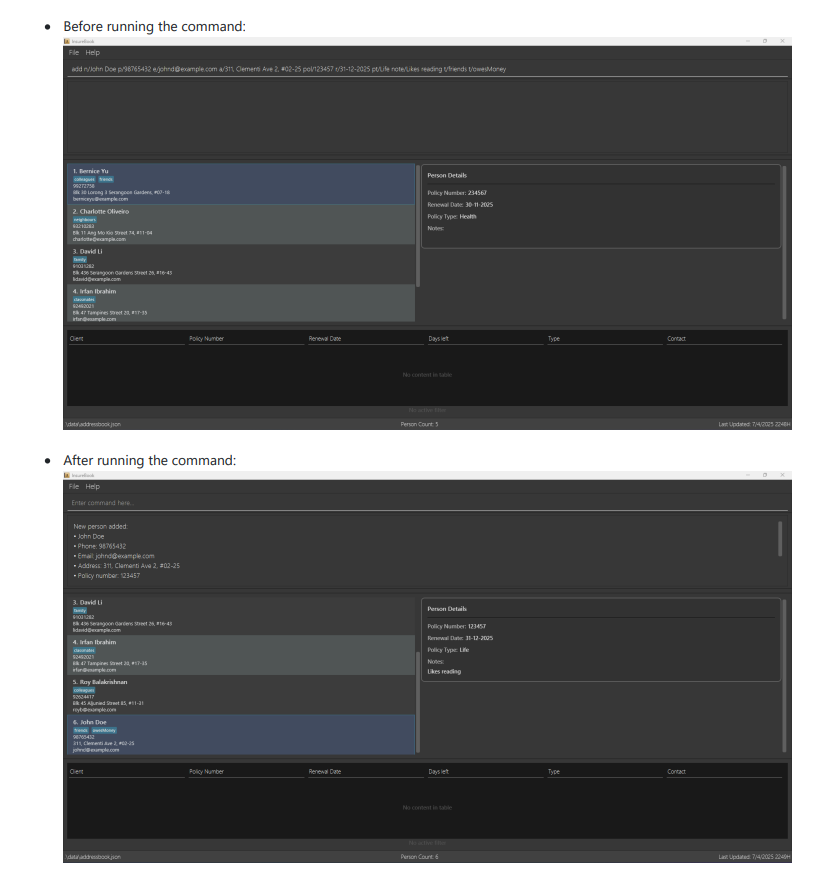 • Before running the command:
InsureBook
File Help
add n/John Doe p/98765432 e/johnd@example.com a/311, Clementi Ave 2, #02-25 pol/123457 r/31-12-2025 pt/Life note/Likes reading t/friends t/owesMoney
1. Bernice Yu
colleagues friends
99272758
Blk 30 Lorong 3 Serangoon Gardens, #07-18
berniceyu@example.com
2. Charlotte Oliveiro
neighbours
93210283
Blk 11 Ang Mo Kio Street 74, #11-04
charlotte@example.com
3. David Li
family
91031282
Blk 436 Serangoon Gardens Street 26, #16-43
lidavid@example.com
4. Irfan Ibrahim
classmates
92492021
Blk 47 Tampines Street 20, #17-35
irfan@example.com
Person Details
Policy Number: 234567
Renewal Date: 30-11-2025
Policy Type: Health
Notes:
Client Policy Number Renewal Date Days left Type Contact
No content in table
No active filter
\data\addressbook.json Person Count: 5 Last Updated: 7/4/2025 2248H
• After running the command:
InsureBook
File Help
Enter command here...
New person added:
• John Doe
• Phone: 98765432
• Email: johnd@example.com
• Address: 311, Clementi Ave 2, #02-25
• Policy number: 123457
3. David Li
family
91031282
Blk 436 Serangoon Gardens Street 26, #16-43
lidavid@example.com
4. Irfan Ibrahim
classmates
92492021
Blk 47 Tampines Street 20, #17-35
irfan@example.com
5. Roy Balakrishnan
colleagues
92624417
Blk 45 Aljunied Street 85, #11-31
royb@example.com
6. John Doe
friends owesMoney
98765432
311, Clementi Ave 2, #02-25
johnd@example.com
Person Details
Policy Number: 123457
Renewal Date: 31-12-2025
Policy Type: Life
Notes:
Likes reading
Client Policy Number Renewal Date Days left Type Contact
No content in table
No active filter
\data\addressbook.json Person Count: 6 Last Updated: 7/4/2025 2249H